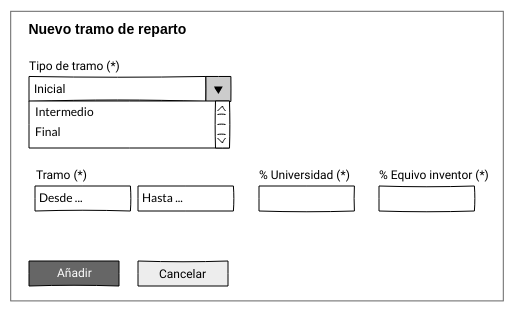 Nuevo tramo de reparto
Tipo de tramo (*)
Inicial
Intermedio
Final
Tramo (*)
% Universidad (*)
% Equivo inventor (*)
Desde ...
Hasta ...
Añadir
Cancelar